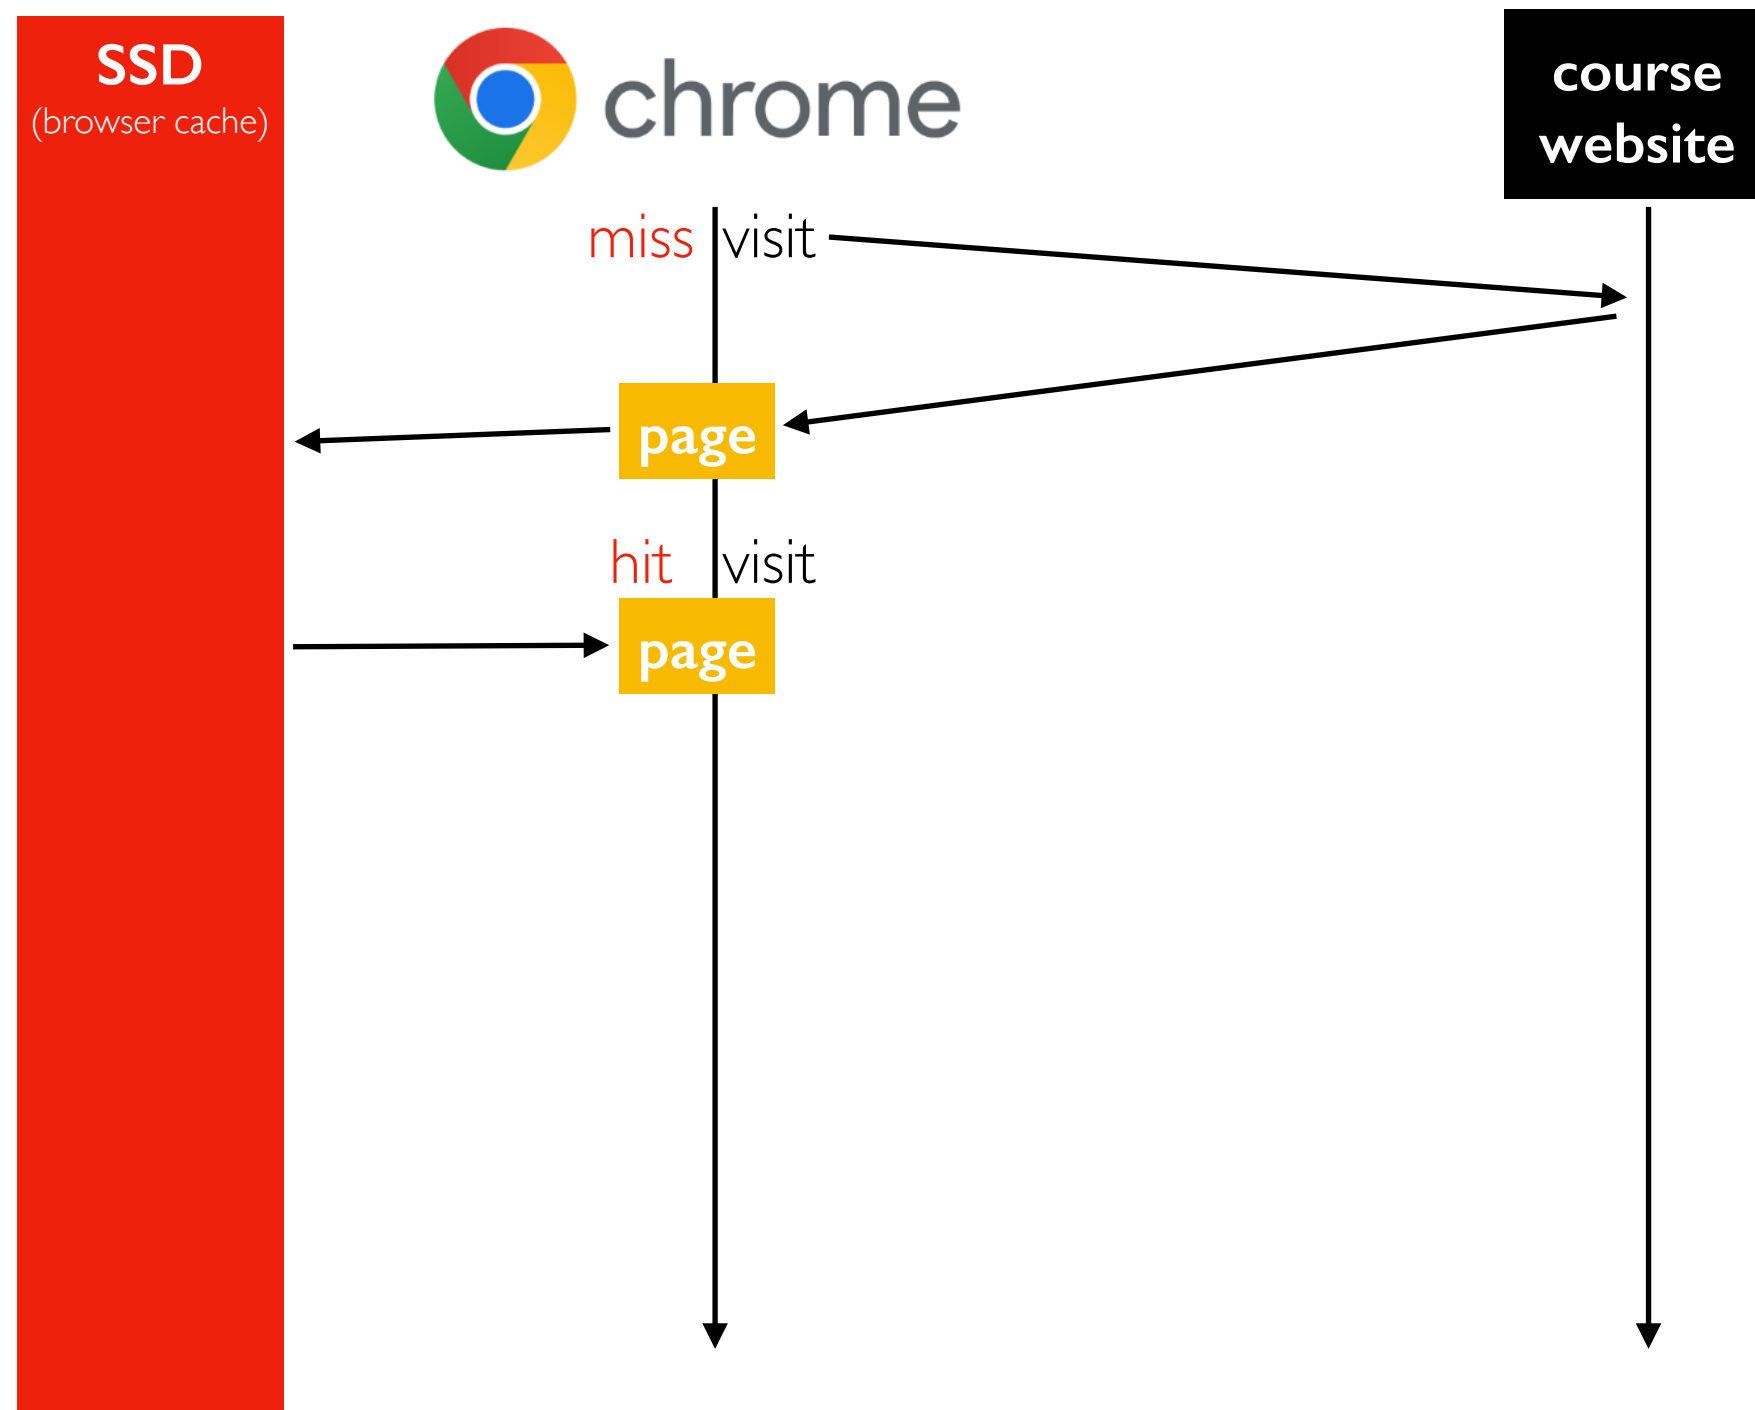 SSD
(browser cache)
chrome
course
website
miss visit
page
hit visit
page